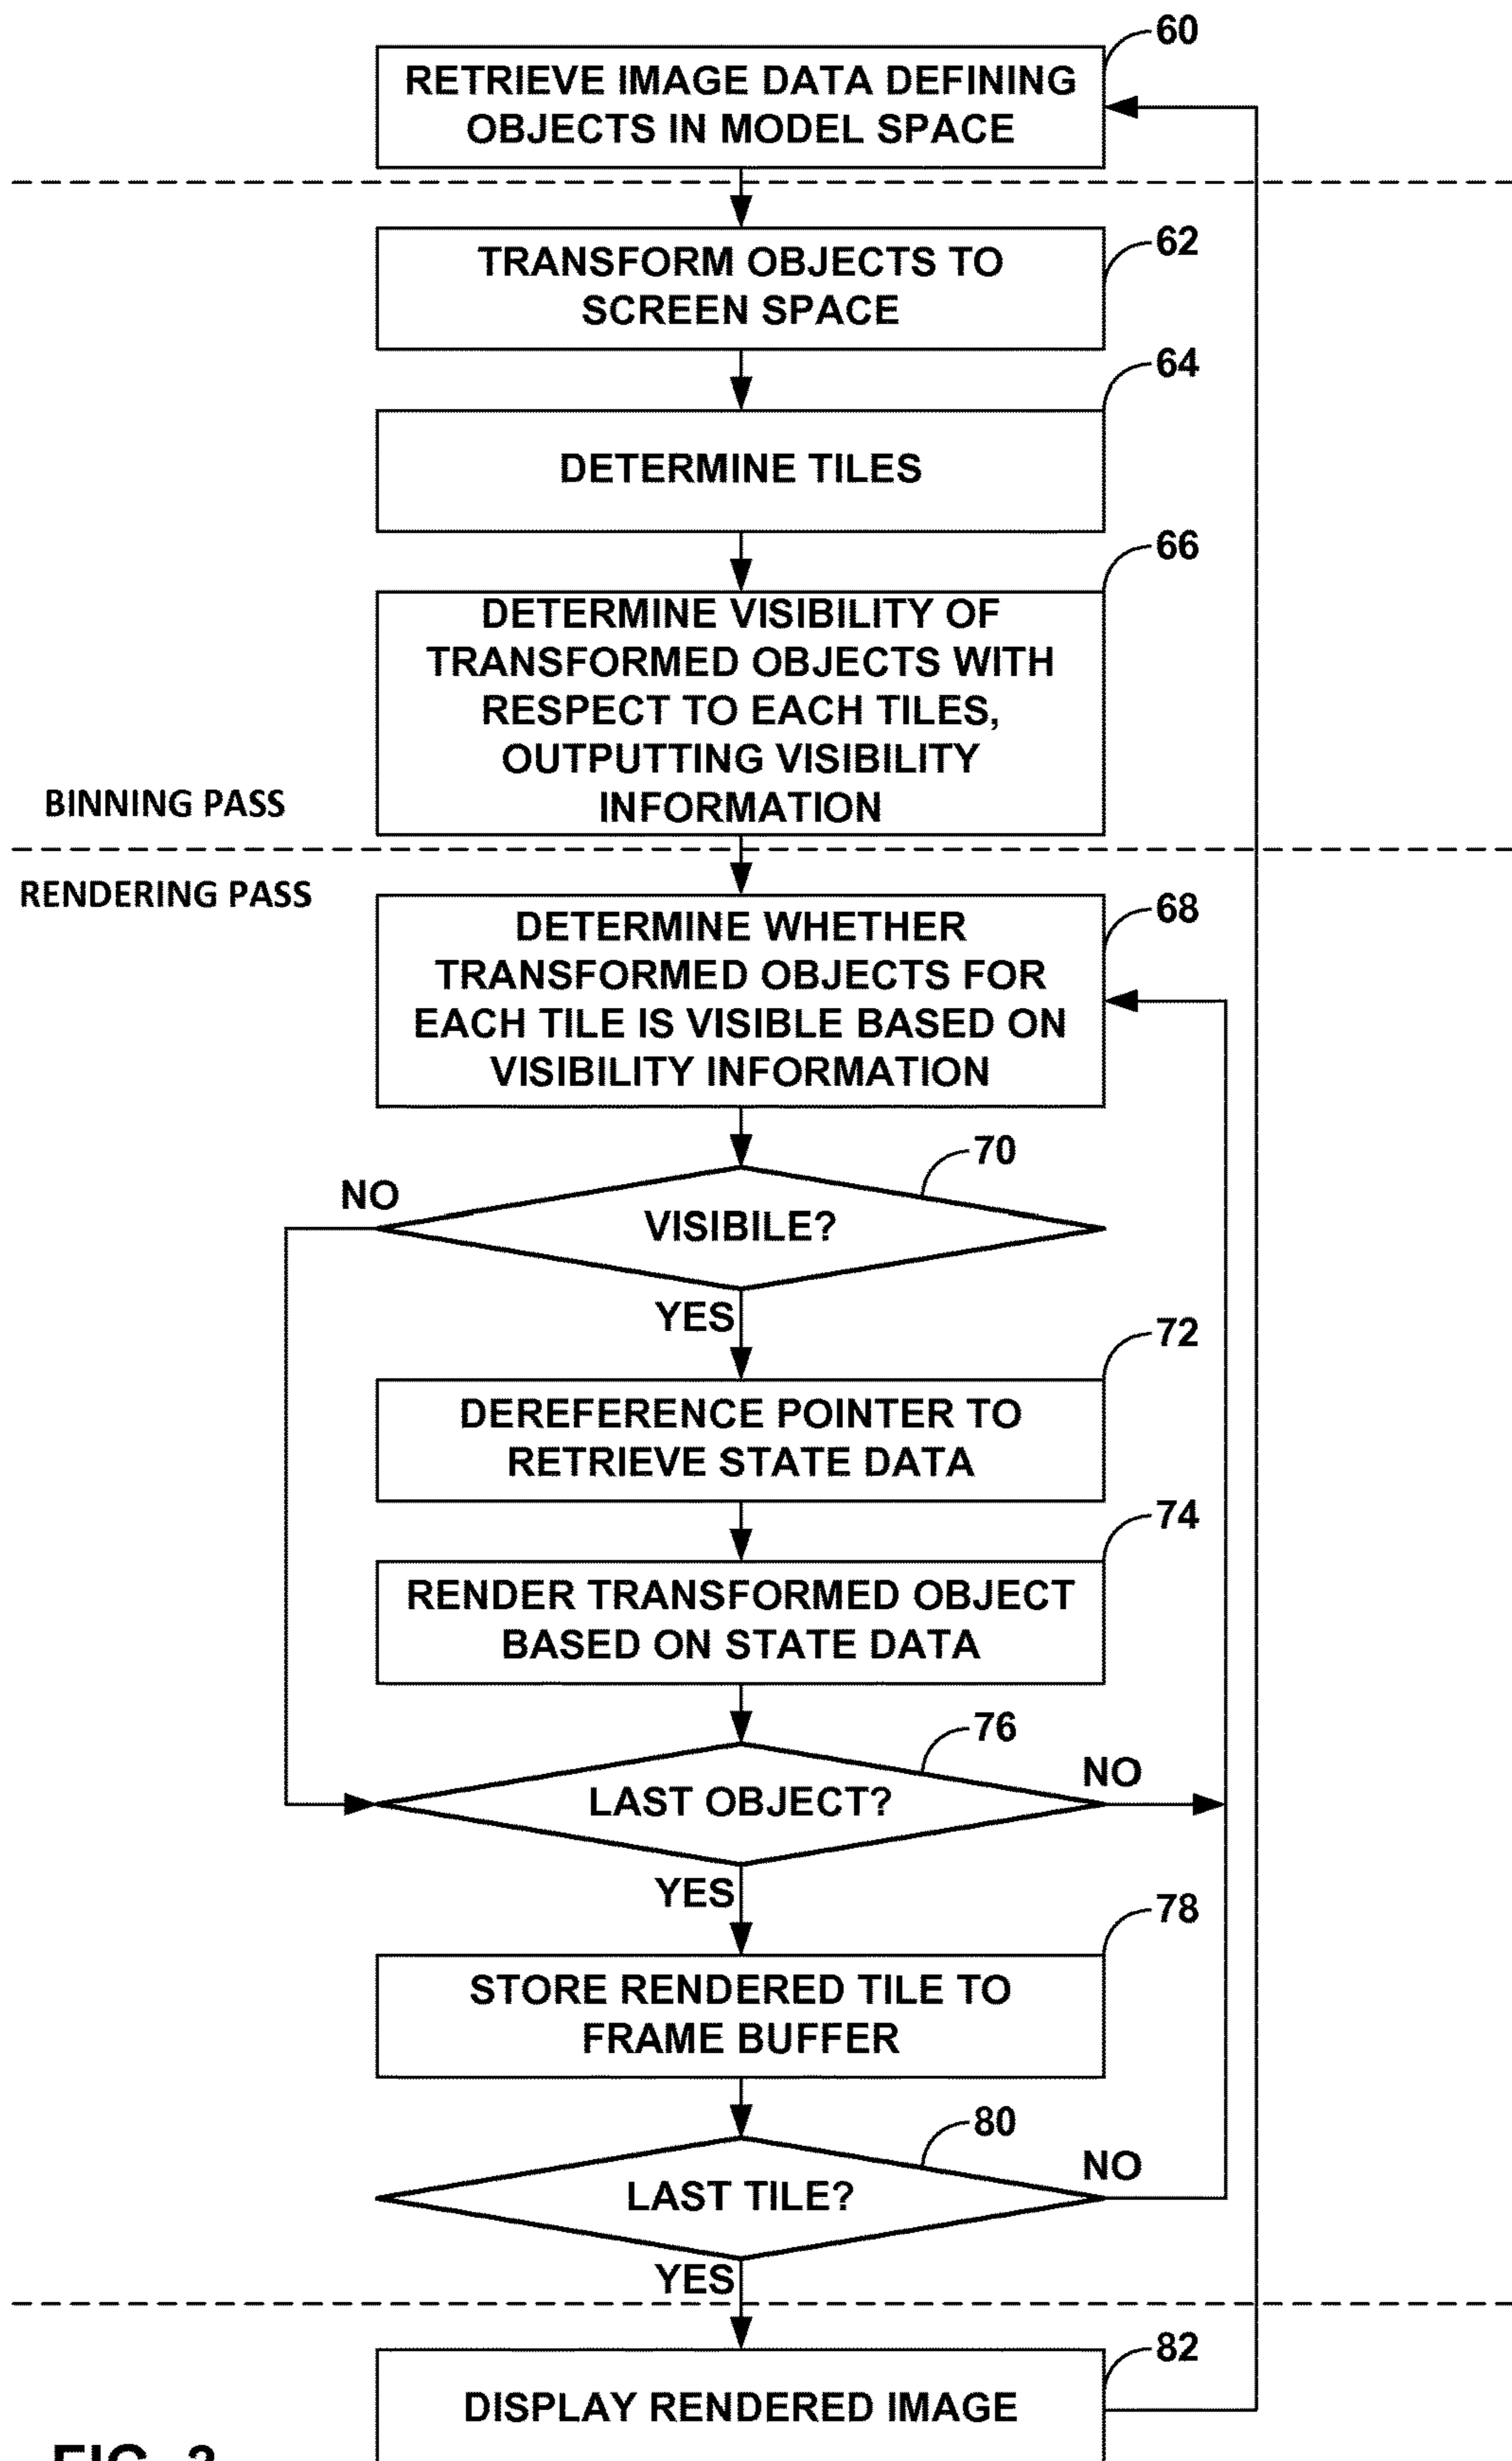 60
RETRIEVE IMAGE DATA DEFINING
OBJECTS IN MODEL SPACE
62
TRANSFORM OBJECTS TO
SCREEN SPACE
64
DETERMINE TILES
66
DETERMINE VISIBILITY OF
TRANSFORMED OBJECTS WITH
RESPECT TO EACH TILES,
OUTPUTTING VISIBILITY
INFORMATION
BINNING PASS
RENDERING PASS
68
DETERMINE WHETHER
TRANSFORMED OBJECTS FOR
EACH TILE IS VISIBLE BASED ON
VISIBILITY INFORMATION
70
NO
VISIBILE?
YES
72
DEREFERENCE POINTER TO
RETRIEVE STATE DATA
74
RENDER TRANSFORMED OBJECT
BASED ON STATE DATA
76
NO
LAST OBJECT?
YES
78
STORE RENDERED TILE TO
FRAME BUFFER
80
NO
LAST TILE?
YES
82
DISPLAY RENDERED IMAGE
FIG.